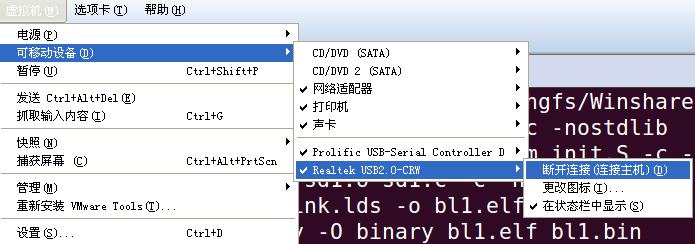 虚拟机(M) 选项卡(T) 帮助(H)
电源(P)
可移动设备(D)
暂停(U) Ctrl+Shift+P
发送 Ctrl+Alt+Del(E)
抓取输入内容(I) Ctrl+G
快照(N)
捕获屏幕 (C) Ctrl+Alt+PrtScn
管理(M)
重新安装 VMware Tools(T)...
设置(S)... Ctrl+D
CD/DVD (SATA)
CD/DVD 2 (SATA)
网络适配器
打印机
声卡
Prolific USB-Serial Controller D
Realtek USB2.0-CRW
断开连接(连接主机)(D)
更改图标(I)...
在状态栏中显示(S)
ngfs/Winshare
c -nostdlib
init.S -c -
nk.lds -o bl1.elf
y -O binary bl1.elf bl1.bin